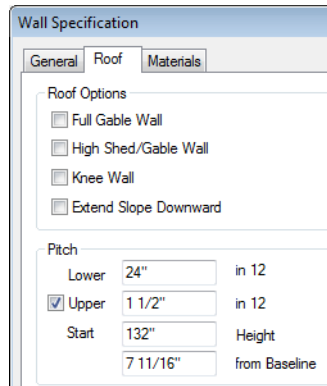 Wall Specification
General Roof Materials
Roof Options
Full Gable Wall
High Shed/Gable Wall
Knee Wall
Extend Slope Downward
Pitch
Lower 24" in 12
Upper 1 1/2" in 12
Start 132" Height
7 11/16" from Baseline